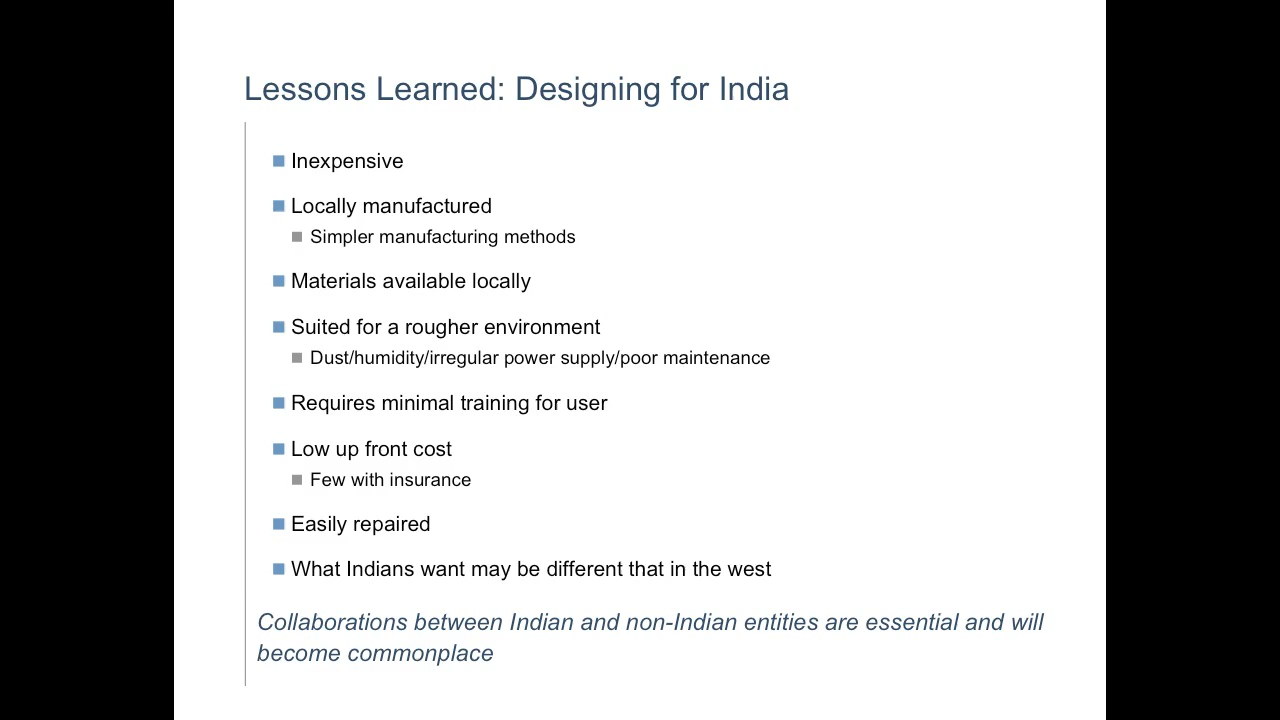 Lessons Learned: Designing for India
Inexpensive
Locally manufactured
Simpler manufacturing methods
Materials available locally
Suited for a rougher environment
Dust/humidity/irregular power supply/poor maintenance
Requires minimal training for user
Low up front cost
Few with insurance
Easily repaired
What Indians want may be different that in the west
Collaborations between Indian and non-Indian entities are essential and will
become commonplace